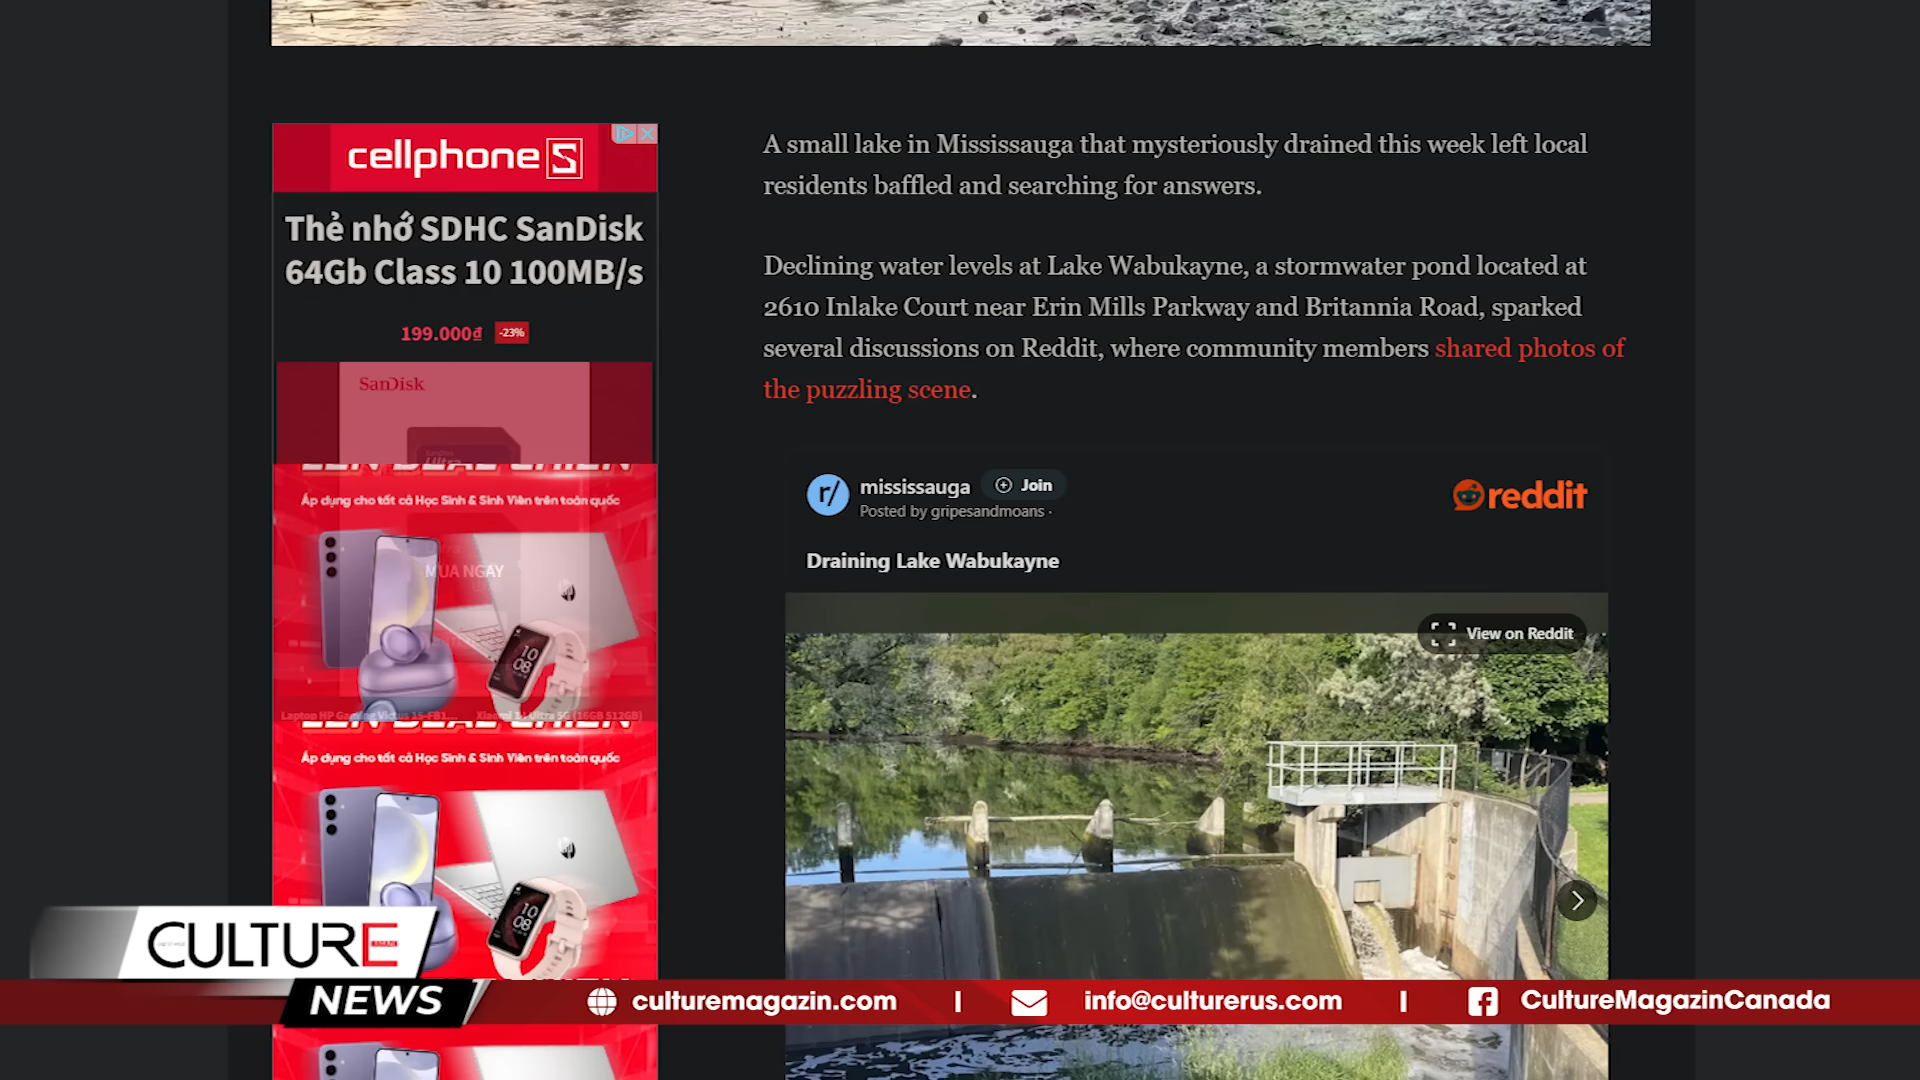 cellphoneS
Thẻ nhớ SDHC SanDisk
64Gb Class 10 100MB/s
199.000₫ -23%
SanDisk
Áp dụng cho tất cả Học Sinh & Sinh Viên trên toàn quốc
MUA NGAY
Áp dụng cho tất cả Học Sinh & Sinh Viên trên toàn quốc
A small lake in Mississauga that mysteriously drained this week left local
residents baffled and searching for answers.
Declining water levels at Lake Wabukayne, a stormwater pond located at
2610 Inlake Court near Erin Mills Parkway and Britannia Road, sparked
several discussions on Reddit, where community members shared photos of
the puzzling scene.
r/ mississauga Join
Posted by gripesandmoans ·
reddit
Draining Lake Wabukayne
View on Reddit
CULTURE
MAGAZIN
NEWS
culturemagazin.com | info@culturerus.com | CultureMagazinCanada